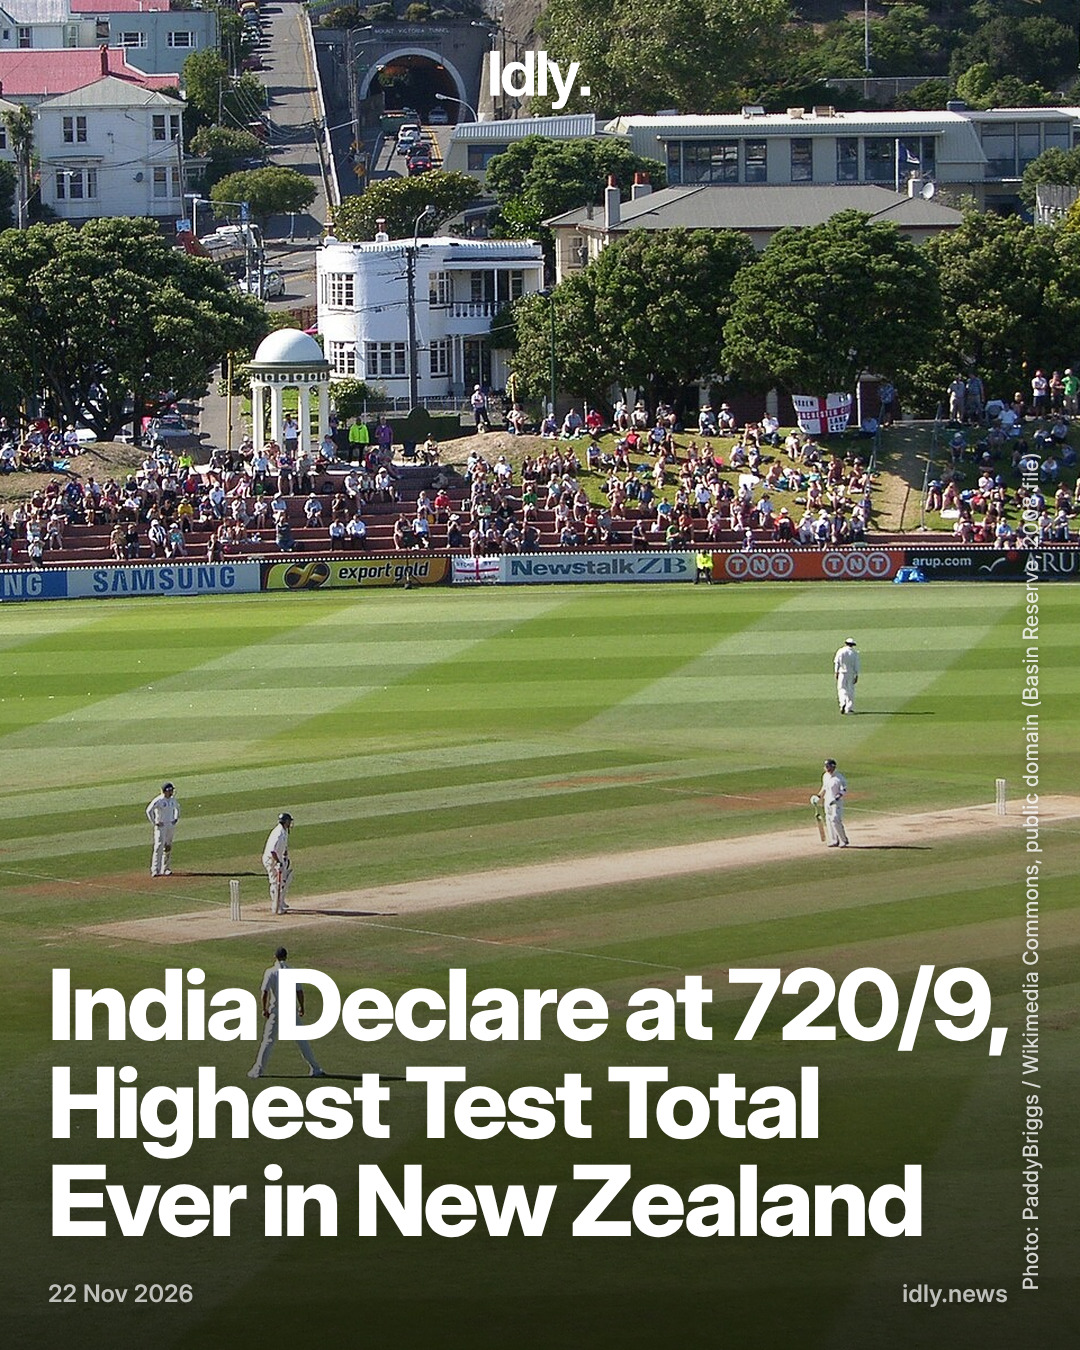 MOUNT VICTORIA TUNNEL
Idly.
NG
SAMSUNG
export gold
NewstalkZB
TNT
TNT
arup.com
India Declare at 720/9,
Highest Test Total
Ever in New Zealand
22 Nov 2026
idly.news
Photo: PaddyBriggs / Wikimedia Commons, public domain (Basin Reserve, 2008 file)